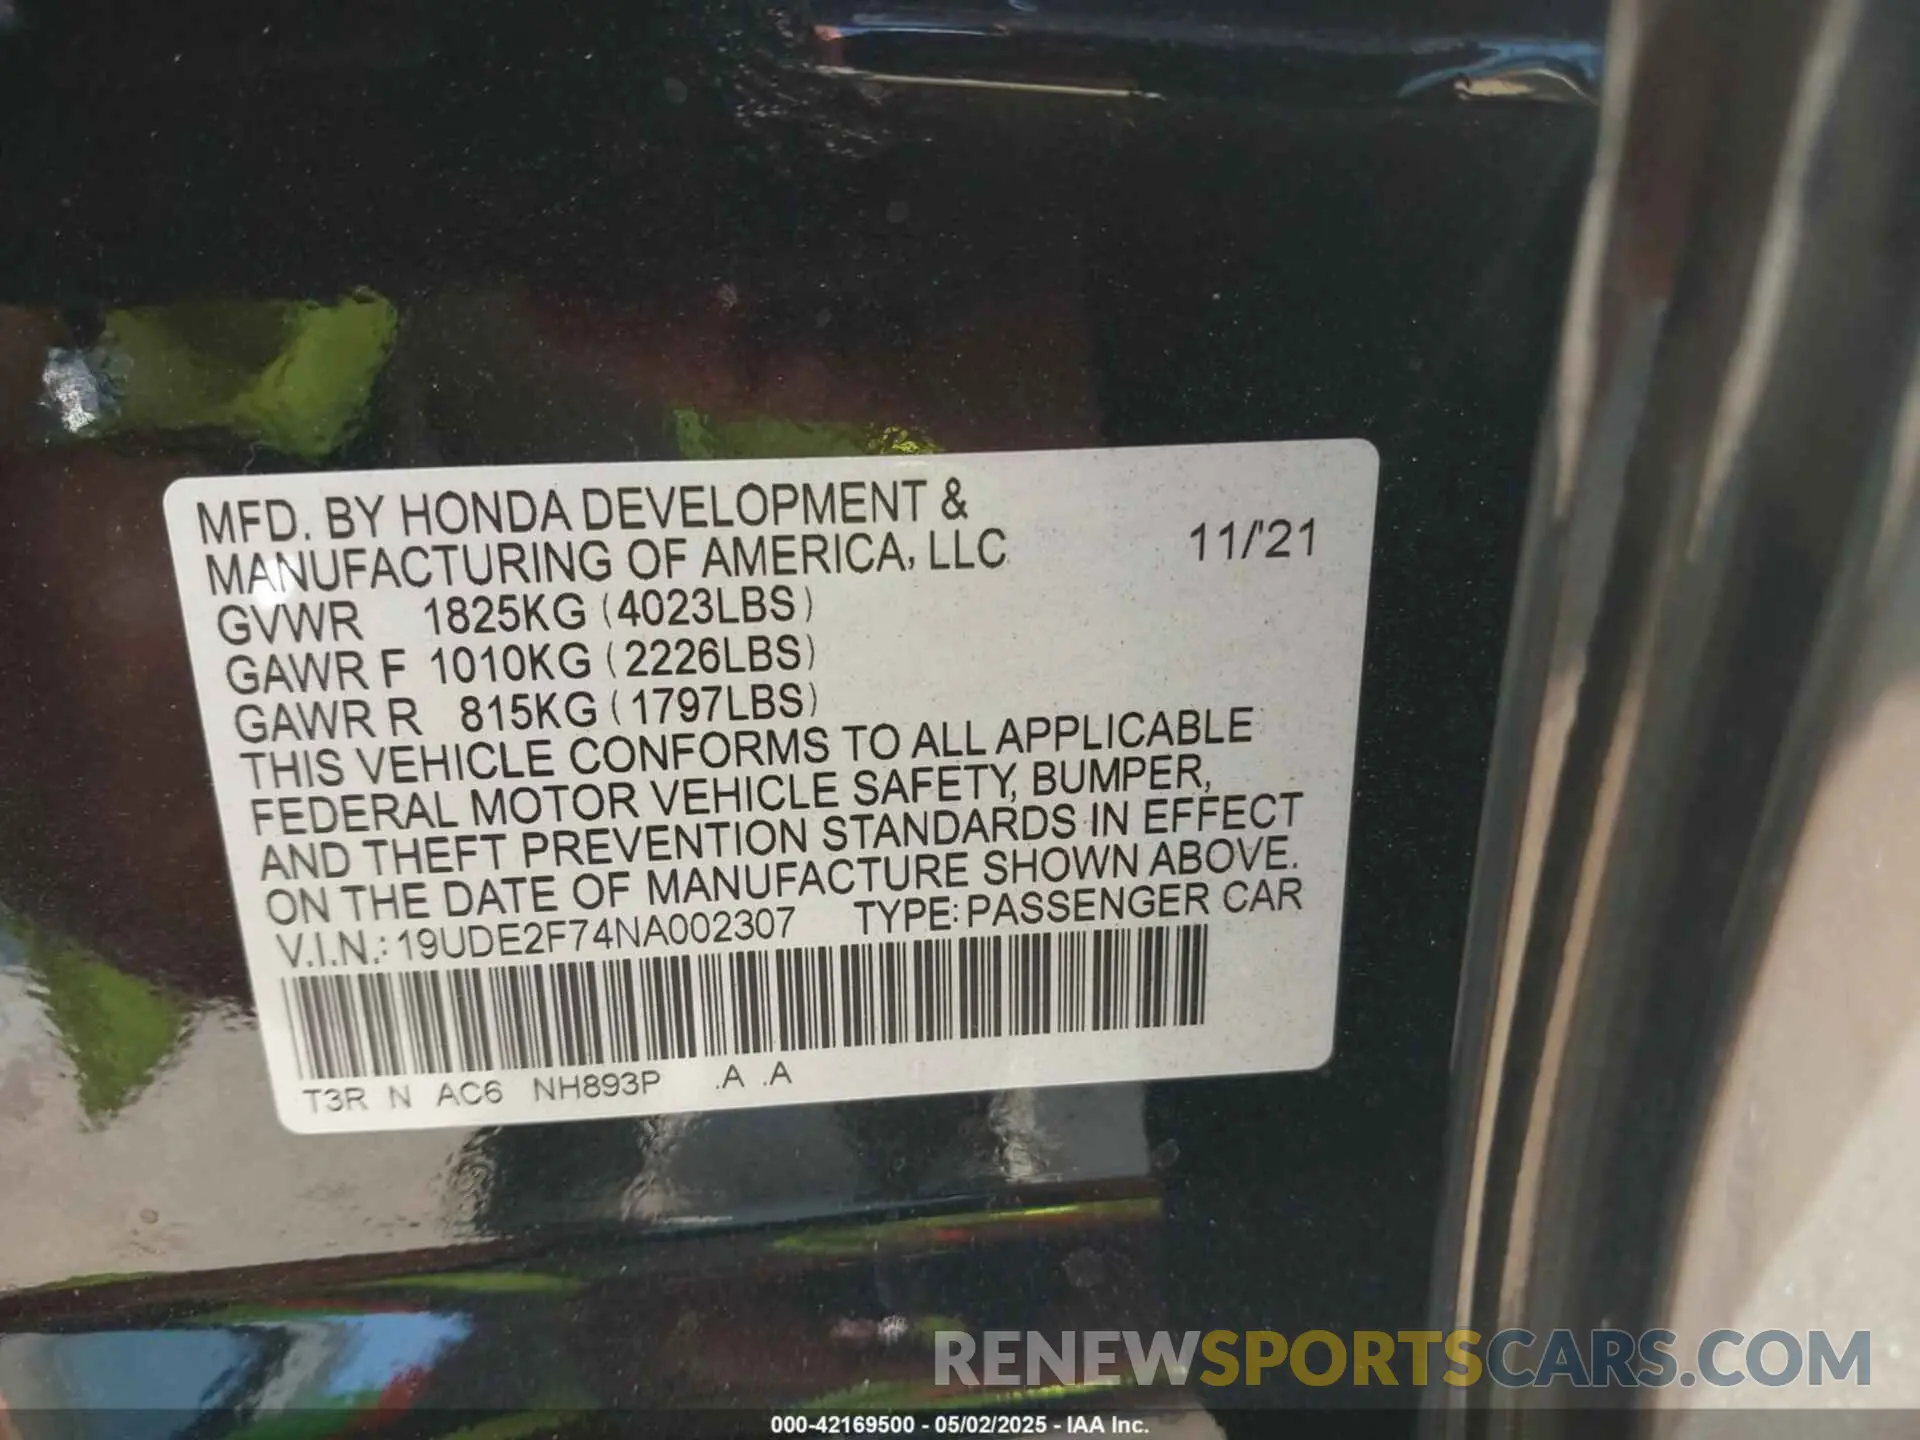 MFD. BY HONDA DEVELOPMENT &
MANUFACTURING OF AMERICA, LLC 11/'21
GVWR 1825KG (4023LBS)
GAWR F 1010KG (2226LBS)
GAWR R 815KG (1797LBS)
THIS VEHICLE CONFORMS TO ALL APPLICABLE
FEDERAL MOTOR VEHICLE SAFETY, BUMPER,
AND THEFT PREVENTION STANDARDS IN EFFECT
ON THE DATE OF MANUFACTURE SHOWN ABOVE.
V.I.N.: 19UDE2F74NA002307 TYPE: PASSENGER CAR
T3R N AC6 NH893P .A .A
RENEWSPORTSCARS.COM
000-42169500 - 05/02/2025 - IAA Inc.